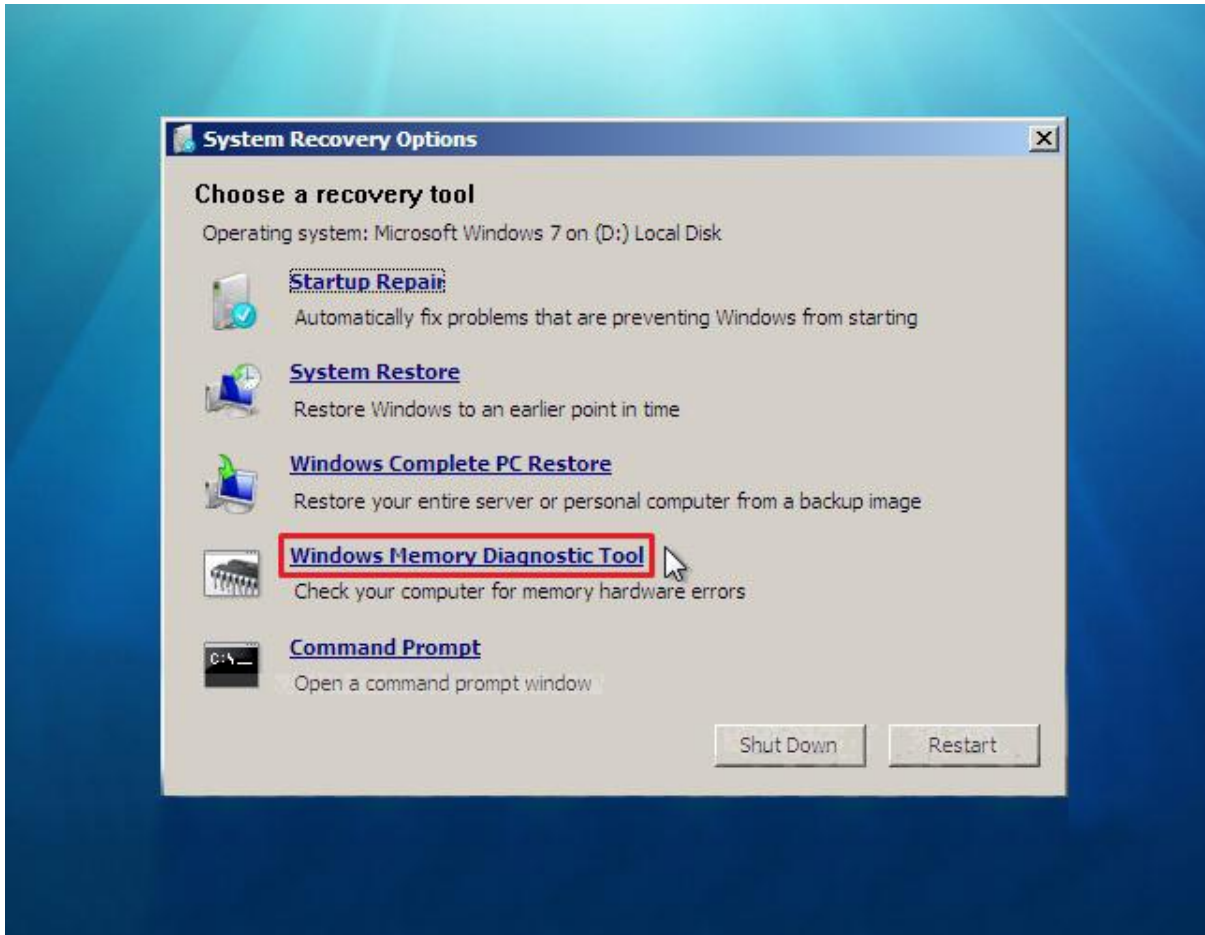 System Recovery Options
Choose a recovery tool
Operating system: Microsoft Windows 7 on (D:) Local Disk
Startup Repair
Automatically fix problems that are preventing Windows from starting
System Restore
Restore Windows to an earlier point in time
Windows Complete PC Restore
Restore your entire server or personal computer from a backup image
Windows Memory Diagnostic Tool
Check your computer for memory hardware errors
C:\_
Command Prompt
Open a command prompt window
Shut Down Restart